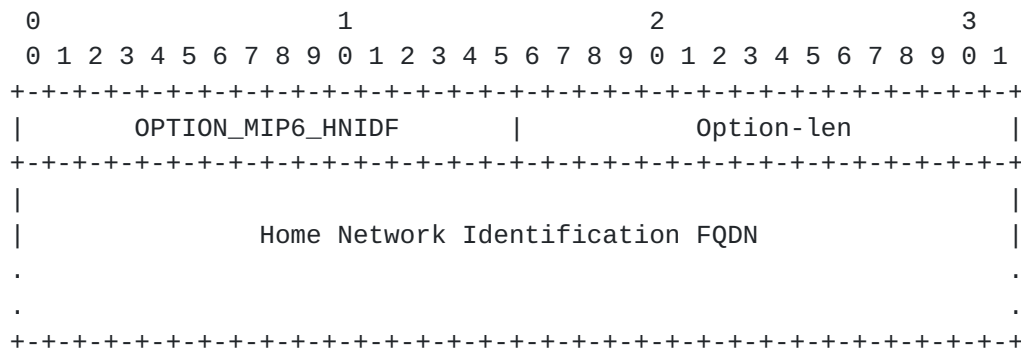 0                   1                   2                   3
 0 1 2 3 4 5 6 7 8 9 0 1 2 3 4 5 6 7 8 9 0 1 2 3 4 5 6 7 8 9 0 1
+-+-+-+-+-+-+-+-+-+-+-+-+-+-+-+-+-+-+-+-+-+-+-+-+-+-+-+-+-+-+-+-+
|       OPTION_MIP6_HNIDF       |           Option-len          |
+-+-+-+-+-+-+-+-+-+-+-+-+-+-+-+-+-+-+-+-+-+-+-+-+-+-+-+-+-+-+-+-+
|                                                               |
|               Home Network Identification FQDN                |
.                                                               .
.                                                               .
+-+-+-+-+-+-+-+-+-+-+-+-+-+-+-+-+-+-+-+-+-+-+-+-+-+-+-+-+-+-+-+-+